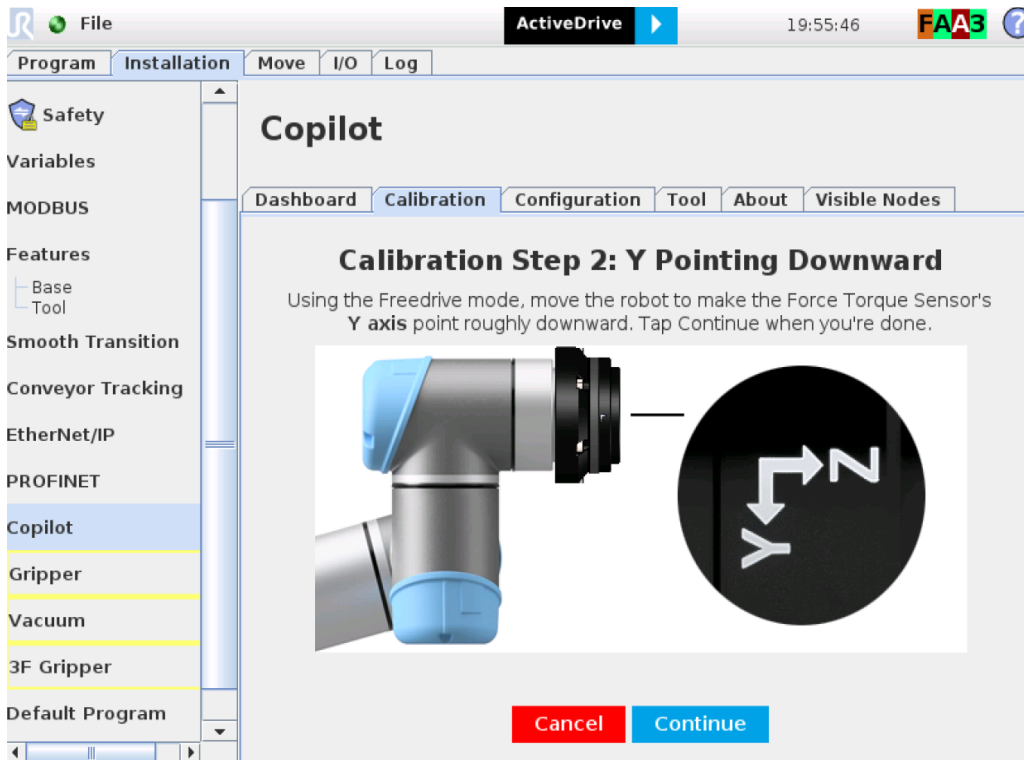 File
ActiveDrive
19:55:46
FAA3
?
Program
Installation
Move
I/O
Log
Safety
Variables
MODBUS
Features
Base
Tool
Smooth Transition
Conveyor Tracking
EtherNet/IP
PROFINET
Copilot
Gripper
Vacuum
3F Gripper
Default Program
Copilot
Dashboard
Calibration
Configuration
Tool
About
Visible Nodes
Calibration Step 2: Y Pointing Downward
Using the Freedrive mode, move the robot to make the Force Torque Sensor's
Y axis point roughly downward. Tap Continue when you're done.
Z
Y
Cancel
Continue